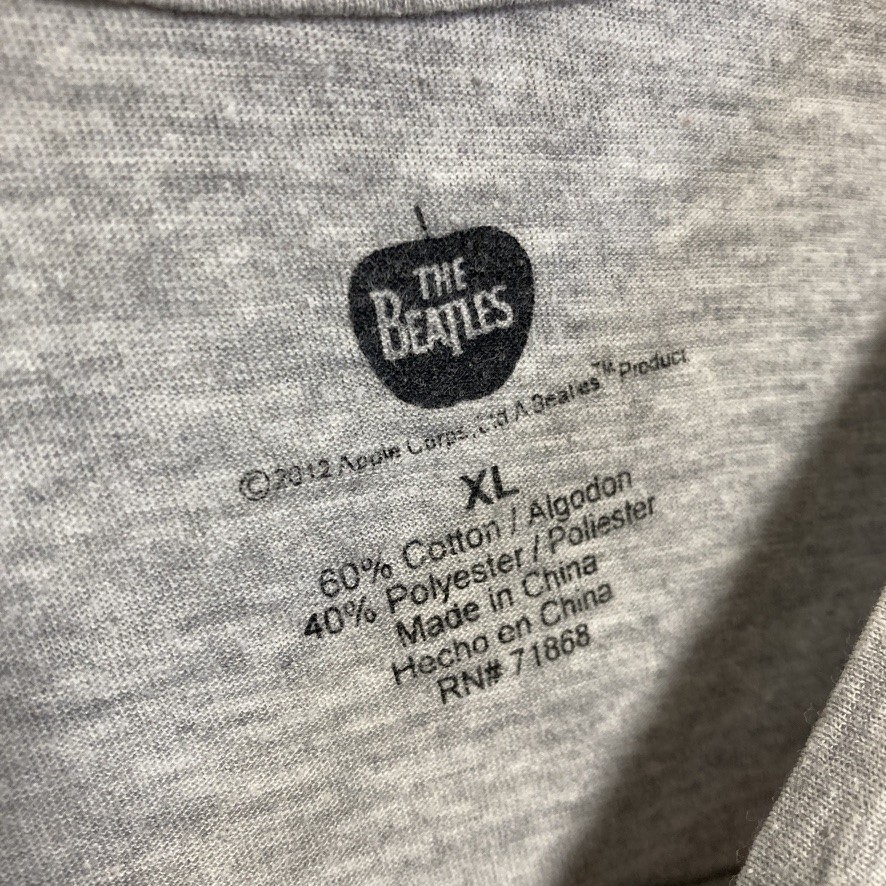 THE
BEATLES
©2012 Apple Corps Ltd A Beatles™ Product
XL
60% Cotton / Algodon
40% Polyester / Poliester
Made in China
Hecho en China
RN# 71868